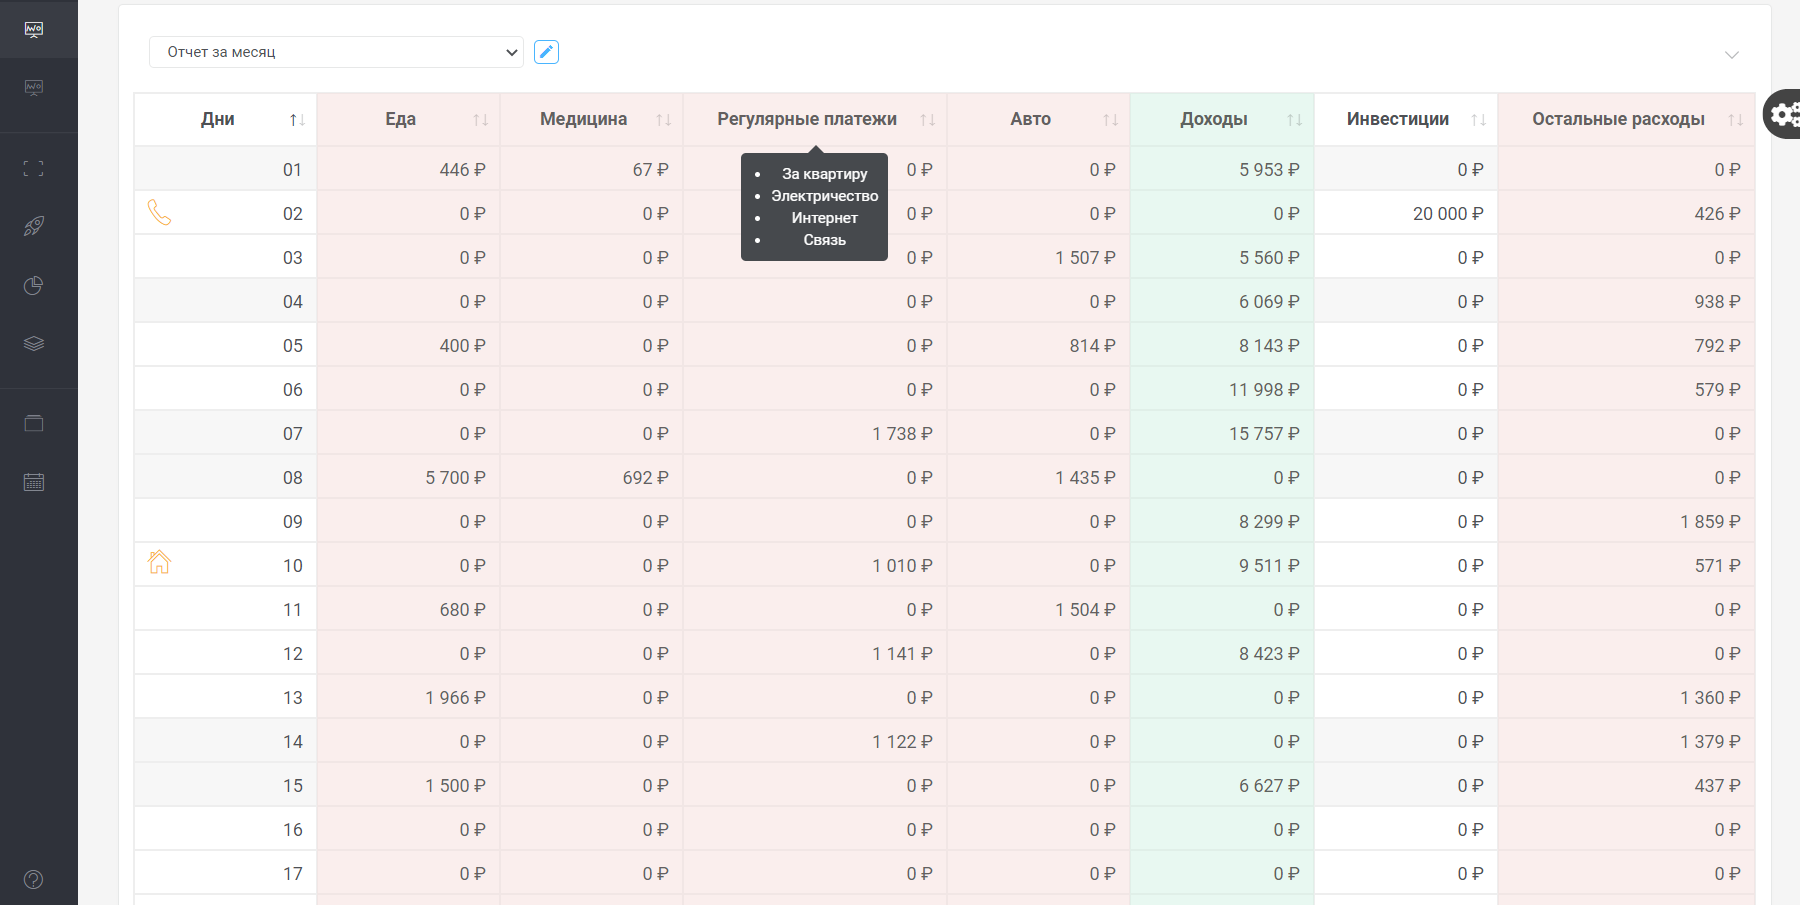 Отчет за месяц
Дни Еда Медицина Регулярные платежи Авто Доходы Инвестиции Остальные расходы
За квартиру
Электричество
Интернет
Связь
01 446 ₽ 67 ₽ 0 ₽ 0 ₽ 5 953 ₽ 0 ₽ 0 ₽
02 0 ₽ 0 ₽ 0 ₽ 0 ₽ 0 ₽ 20 000 ₽ 426 ₽
03 0 ₽ 0 ₽ 0 ₽ 1 507 ₽ 5 560 ₽ 0 ₽ 0 ₽
04 0 ₽ 0 ₽ 0 ₽ 0 ₽ 6 069 ₽ 0 ₽ 938 ₽
05 400 ₽ 0 ₽ 0 ₽ 814 ₽ 8 143 ₽ 0 ₽ 792 ₽
06 0 ₽ 0 ₽ 0 ₽ 0 ₽ 11 998 ₽ 0 ₽ 579 ₽
07 0 ₽ 0 ₽ 1 738 ₽ 0 ₽ 15 757 ₽ 0 ₽ 0 ₽
08 5 700 ₽ 692 ₽ 0 ₽ 1 435 ₽ 0 ₽ 0 ₽ 0 ₽
09 0 ₽ 0 ₽ 0 ₽ 0 ₽ 8 299 ₽ 0 ₽ 1 859 ₽
10 0 ₽ 0 ₽ 1 010 ₽ 0 ₽ 9 511 ₽ 0 ₽ 571 ₽
11 680 ₽ 0 ₽ 0 ₽ 1 504 ₽ 0 ₽ 0 ₽ 0 ₽
12 0 ₽ 0 ₽ 1 141 ₽ 0 ₽ 8 423 ₽ 0 ₽ 0 ₽
13 1 966 ₽ 0 ₽ 0 ₽ 0 ₽ 0 ₽ 0 ₽ 1 360 ₽
14 0 ₽ 0 ₽ 1 122 ₽ 0 ₽ 0 ₽ 0 ₽ 1 379 ₽
15 1 500 ₽ 0 ₽ 0 ₽ 0 ₽ 6 627 ₽ 0 ₽ 437 ₽
16 0 ₽ 0 ₽ 0 ₽ 0 ₽ 0 ₽ 0 ₽ 0 ₽
17 0 ₽ 0 ₽ 0 ₽ 0 ₽ 0 ₽ 0 ₽ 0 ₽